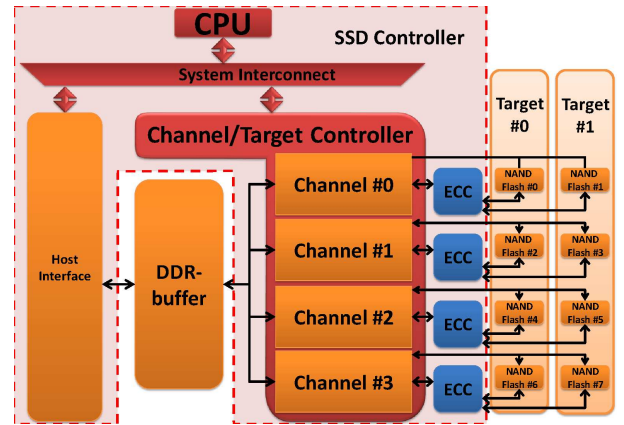 CPU
SSD Controller
System Interconnect
Channel/Target Controller
Target
#0
Target
#1
Channel #0
ECC
NAND
Flash #0
NAND
Flash #1
Channel #1
ECC
NAND
Flash #2
NAND
Flash #3
Host
Interface
DDR-
buffer
Channel #2
ECC
NAND
Flash #4
NAND
Flash #5
Channel #3
ECC
NAND
Flash #6
NAND
Flash #7